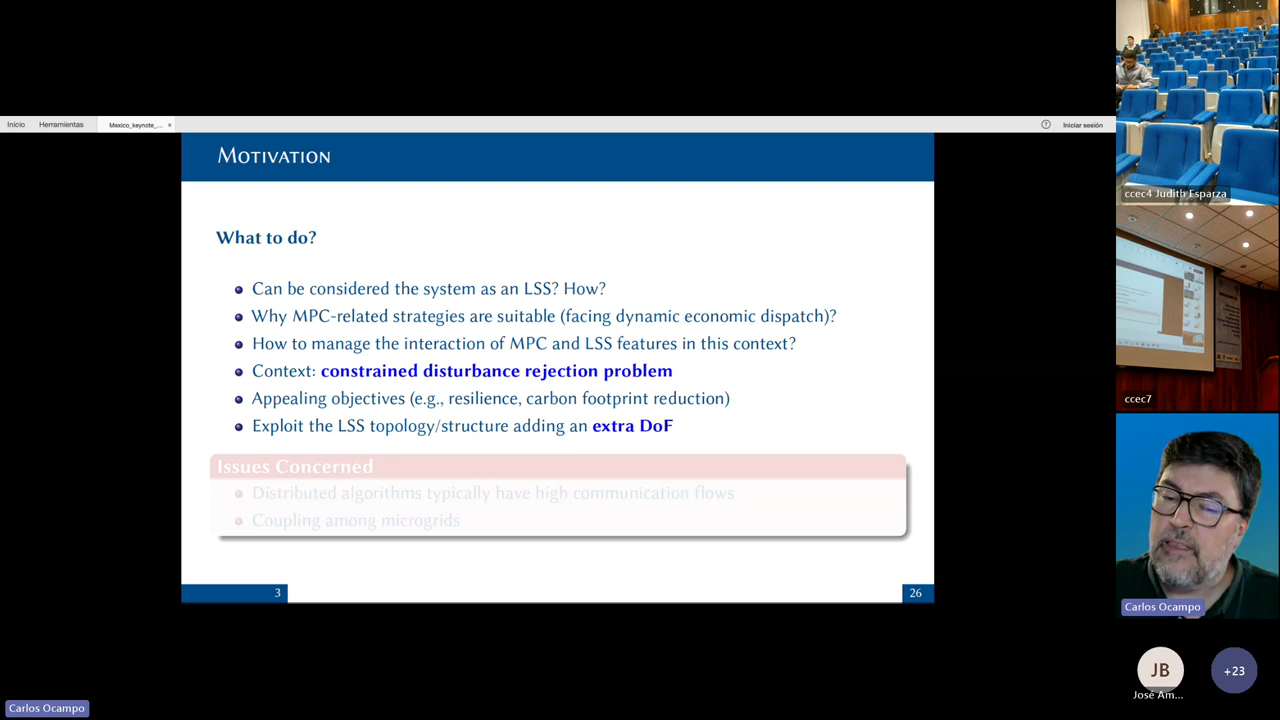 Inicio Herramientas Mexico_keynote_... × ? Iniciar sesión
MOTIVATION
What to do?
Can be considered the system as an LSS? How?
Why MPC-related strategies are suitable (facing dynamic economic dispatch)?
How to manage the interaction of MPC and LSS features in this context?
Context: constrained disturbance rejection problem
Appealing objectives (e.g., resilience, carbon footprint reduction)
Exploit the LSS topology/structure adding an extra DoF
Issues Concerned
Distributed algorithms typically have high communication flows
Coupling among microgrids
3 26
ccec4 Judith Esparza
ccec7
Carlos Ocampo
JB
José Am...
+23
Carlos Ocampo